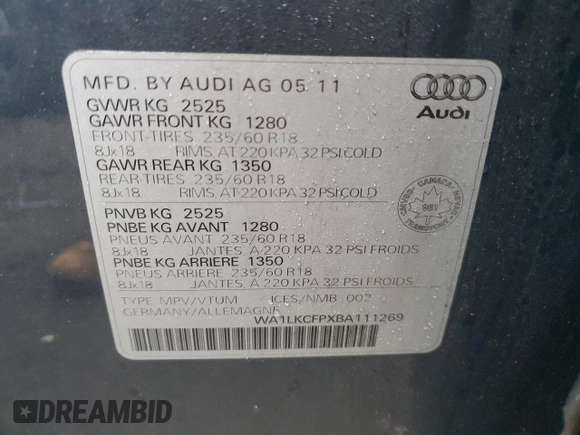 MFD. BY AUDI AG 05.11
GVWR KG 2525
GAWR FRONT KG 1280
FRONT-TIRES. 235/60 R18
8Jx18 RIMS, AT 220 KPA 32 PSI COLD
GAWR REAR KG 1350
REAR TIRES. 235/60 R18
8Jx18 RIMS, AT 220 KPA 32 PSI COLD
PNVB KG 2525
PNBE KG AVANT 1280
PNEUS AVANT 235/60 R18
8Jx18 JANTES, A 220 KPA, 32 PSI FROIDS
PNBE KG ARRIERE 1350
PNEUS ARRIERE 235/60 R18
8Jx18 JANTES, A 220 KPA, 32 PSI FROIDS
TYPE MPV/VTUM ICES/NMB-002
GERMANY/ALLEMAGNE
WA1LKCFPXBA111269
Audi
CANADA
TRANSPORT
DREAMBID